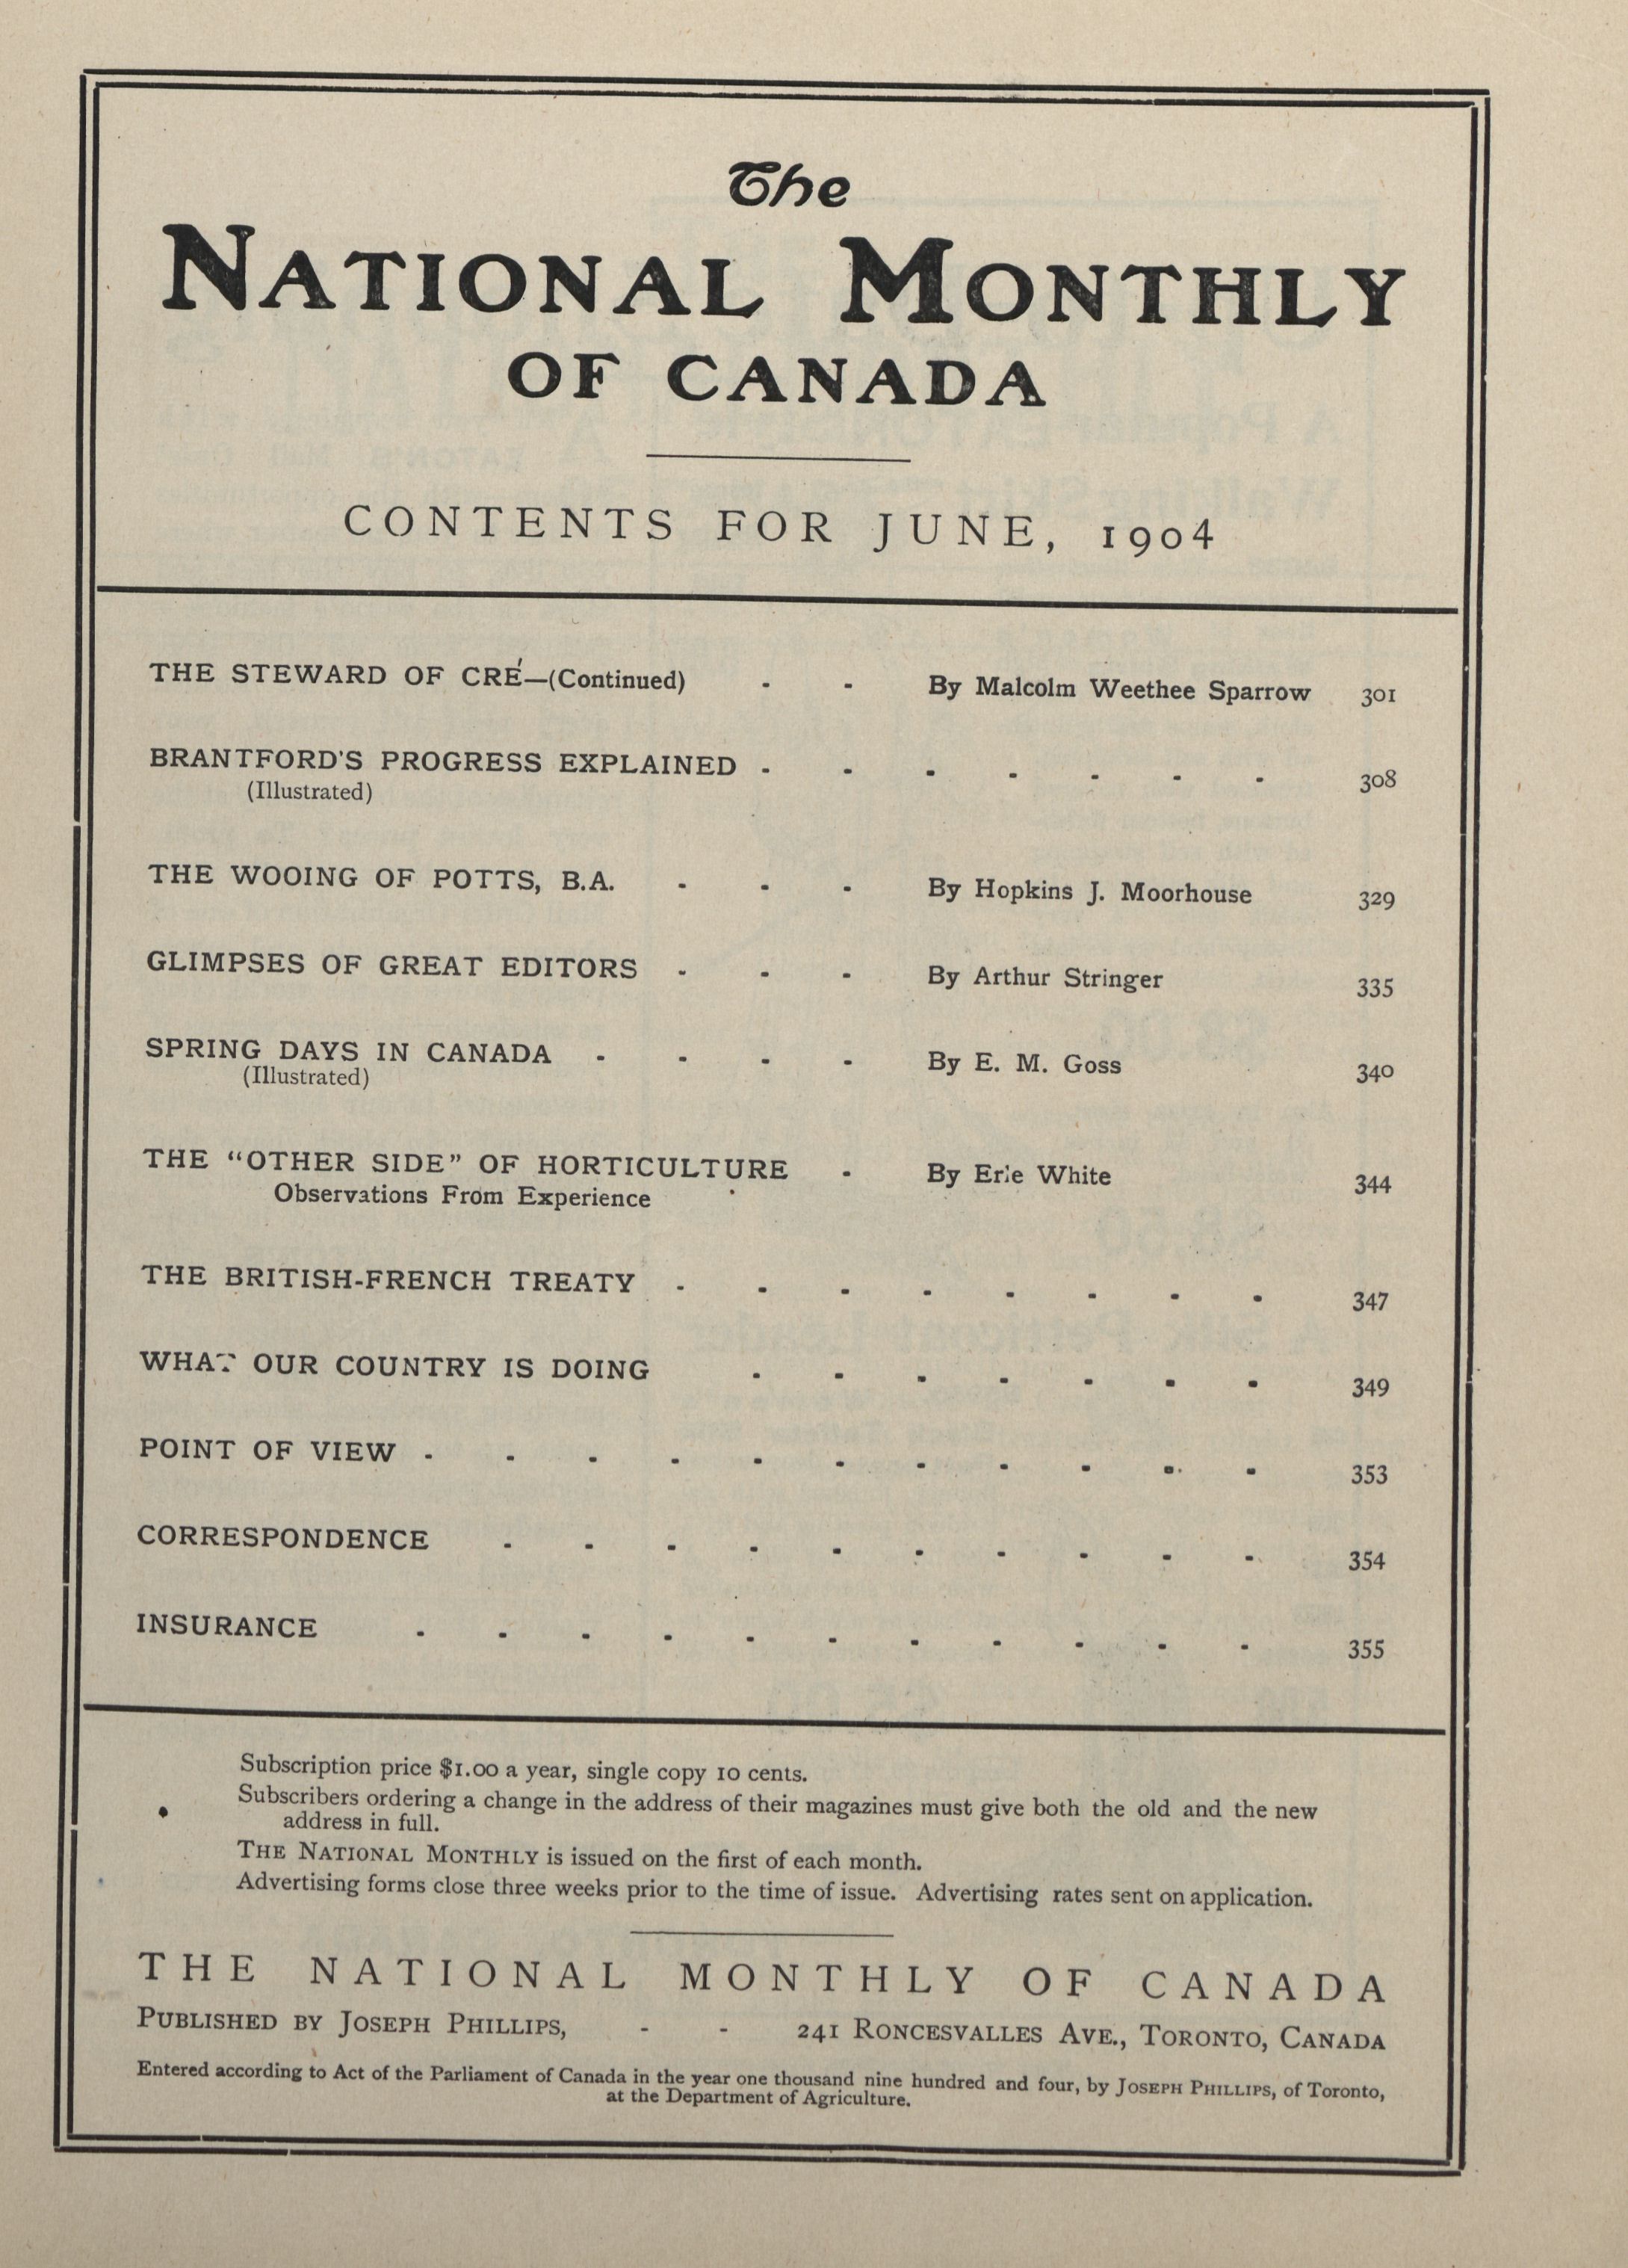 The
NATIONAL MONTHLY
OF CANADA
CONTENTS FOR JUNE, 1904
THE STEWARD OF CRÉ—(Continued) - - By Malcolm Weethee Sparrow 301
BRANTFORD'S PROGRESS EXPLAINED - - - - - - - 308
(Illustrated)
THE WOOING OF POTTS, B.A. - - - By Hopkins J. Moorhouse 329
GLIMPSES OF GREAT EDITORS - - - By Arthur Stringer 335
SPRING DAYS IN CANADA - - - - By E. M. Goss 340
(Illustrated)
THE “OTHER SIDE” OF HORTICULTURE - By Erie White 344
Observations From Experience
THE BRITISH-FRENCH TREATY - - - - - - - - 347
WHAT OUR COUNTRY IS DOING - - - - - - - 349
POINT OF VIEW - - - - - - - - - - - 353
CORRESPONDENCE - - - - - - - - - - 354
INSURANCE - - - - - - - - - - - 355
Subscription price $1.00 a year, single copy 10 cents.
Subscribers ordering a change in the address of their magazines must give both the old and the new
address in full.
THE NATIONAL MONTHLY is issued on the first of each month.
Advertising forms close three weeks prior to the time of issue. Advertising rates sent on application.
THE NATIONAL MONTHLY OF CANADA
PUBLISHED BY JOSEPH PHILLIPS, - - 241 RONCESVALLES AVE., TORONTO, CANADA
Entered according to Act of the Parliament of Canada in the year one thousand nine hundred and four, by JOSEPH PHILLIPS, of Toronto,
at the Department of Agriculture.